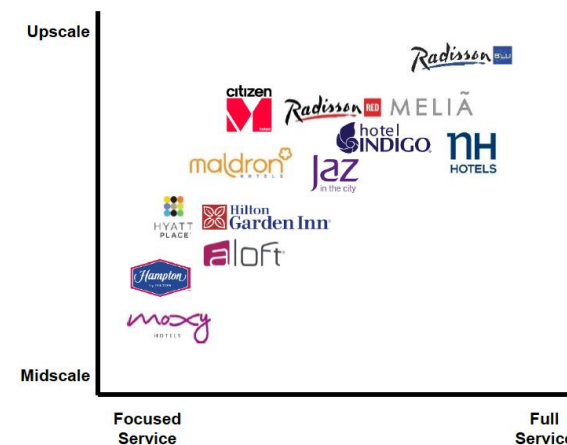 Upscale
Radisson BLU
citizen
M
Radisson RED
MELIÃ
hotel
INDIGO
nH
HOTELS
maldron
HOTELS
Jaz
in the city
HYATT
PLACE
Hilton
Garden Inn
aloft
Hampton
by HILTON
moxy
HOTELS
Midscale
Focused
Service
Full
Service